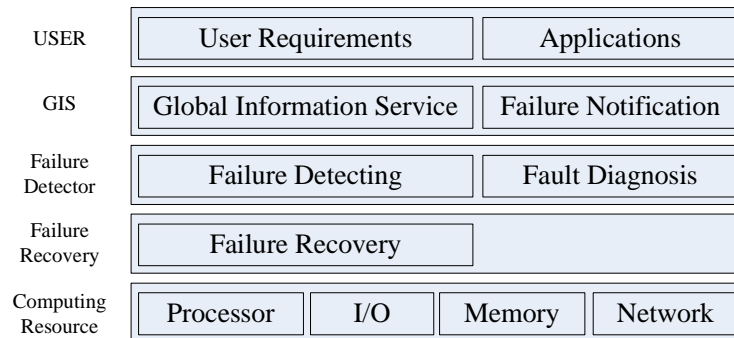 USER
User Requirements
Applications
GIS
Global Information Service
Failure Notification
Failure
Detector
Failure Detecting
Fault Diagnosis
Failure
Recovery
Failure Recovery
Computing
Resource
Processor
I/O
Memory
Network